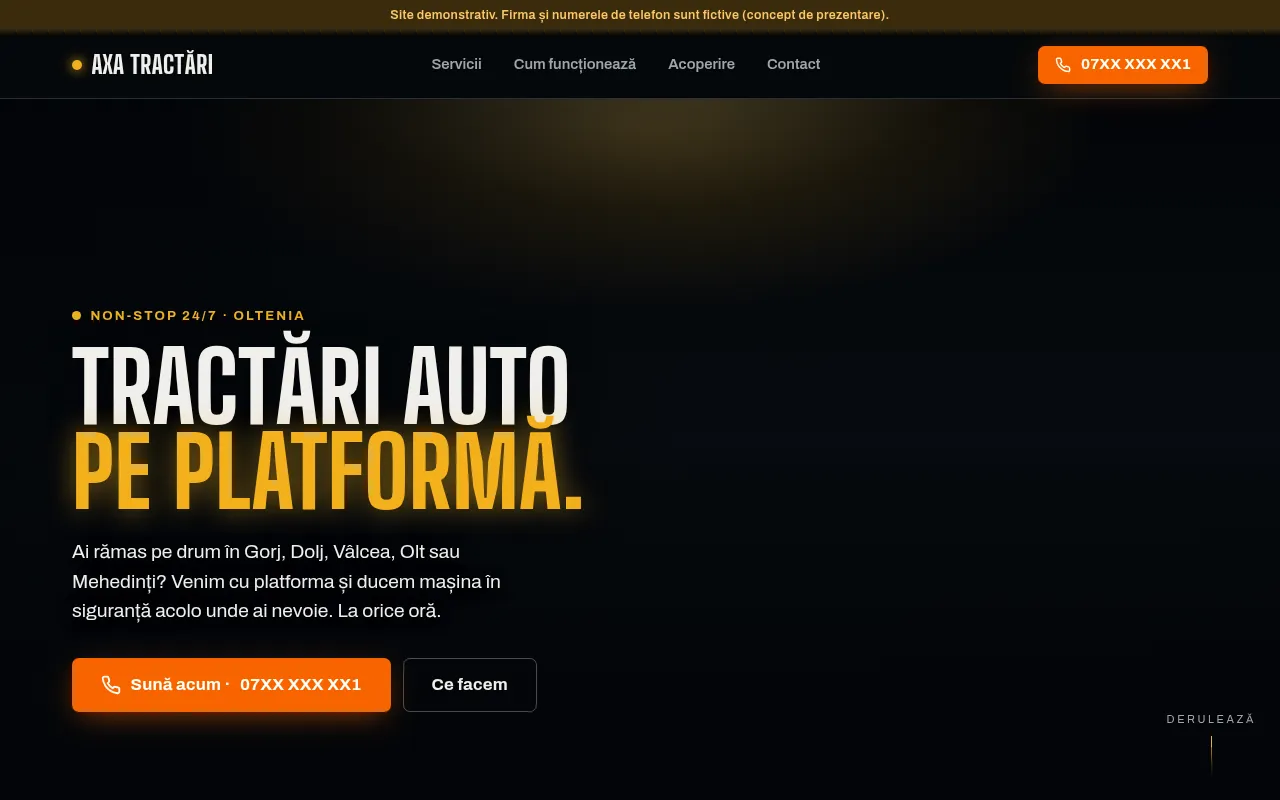 Site demonstrativ. Firma și numerele de telefon sunt fictive (concept de prezentare).
AXA TRACTĂRI
Servicii
Cum funcționează
Acoperire
Contact
07XX XXX XX1
NON-STOP 24/7 · OLTENIA
TRACTĂRI AUTO
PE PLATFORMĂ.
Ai rămas pe drum în Gorj, Dolj, Vâlcea, Olt sau
Mehedinți? Venim cu platforma și ducem mașina în
siguranță acolo unde ai nevoie. La orice oră.
Sună acum · 07XX XXX XX1
Ce facem
DERULEAZĂ